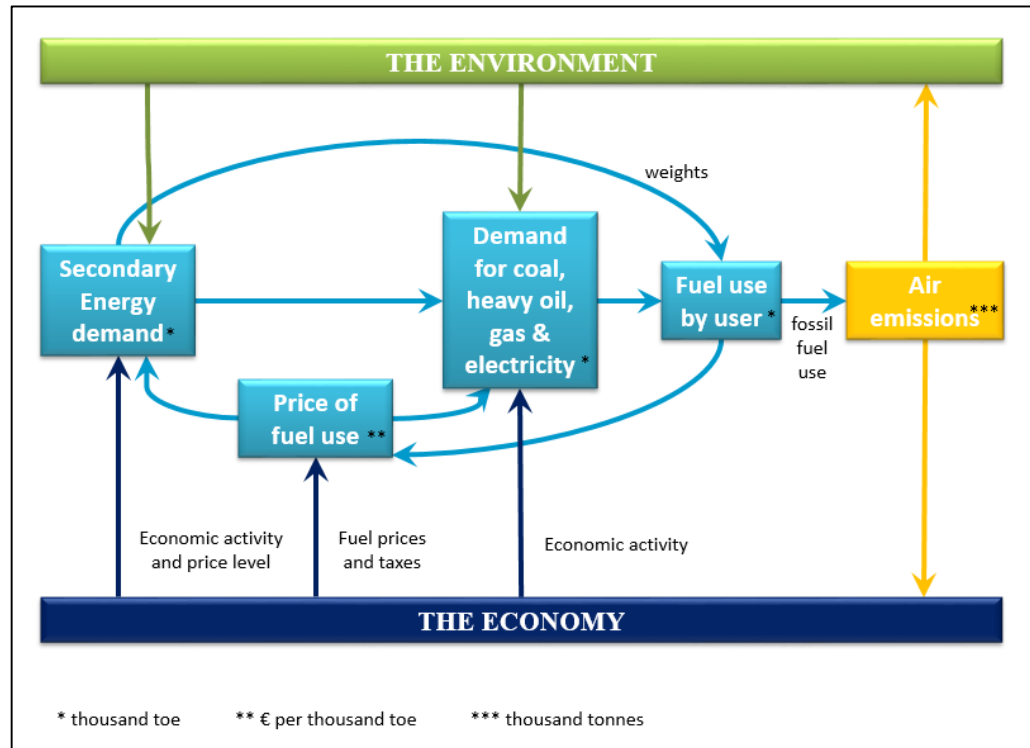 THE ENVIRONMENT
weights
Secondary
Energy
demand*
Demand
for coal,
heavy oil,
gas &
electricity *
Fuel use
by user *
fossil
fuel
use
Air
emissions***
Price of
fuel use **
Economic activity
and price level
Fuel prices
and taxes
Economic activity
THE ECONOMY
* thousand toe ** € per thousand toe *** thousand tonnes